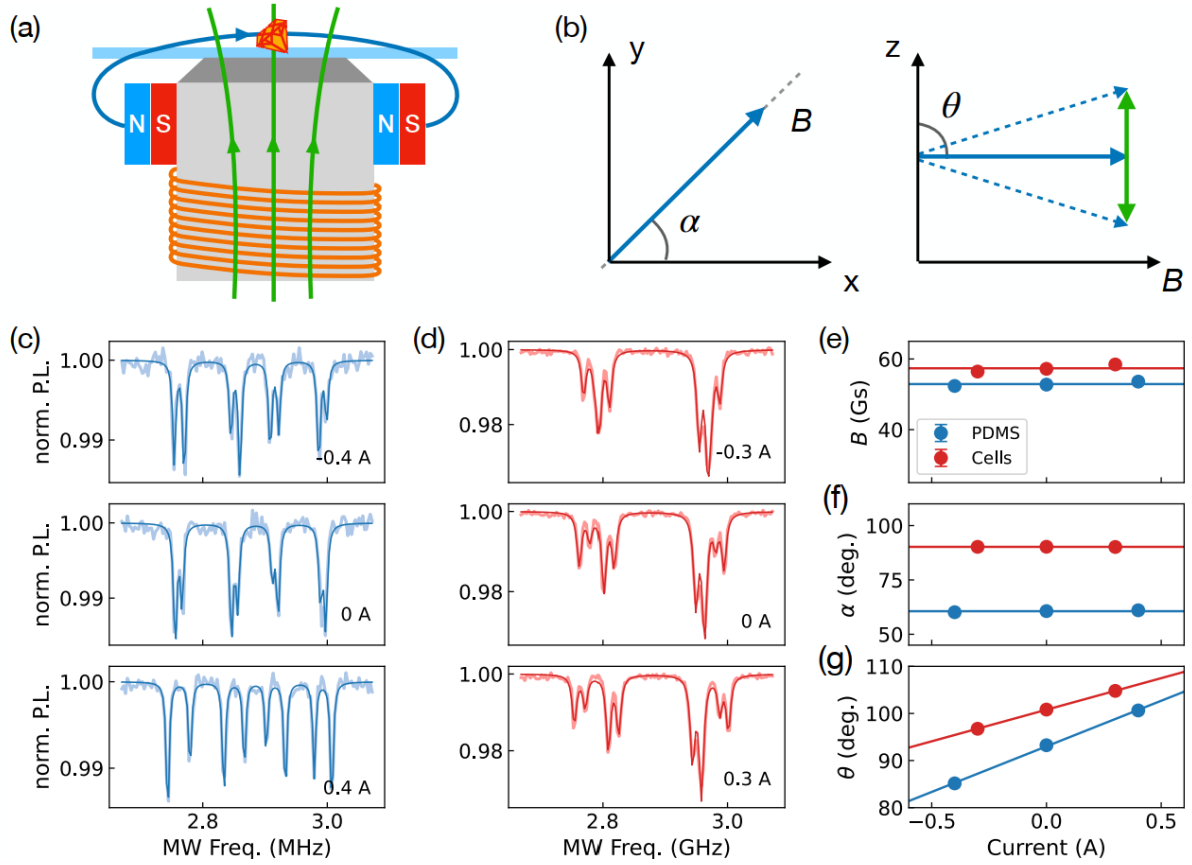 (a)
N S
N S
(b)
y
B
α
x
z
θ
B
(c)
norm. P.L.
1.00
0.99
-0.4 A
norm. P.L.
1.00
0.99
0 A
norm. P.L.
1.00
0.99
0.4 A
2.8 3.0
MW Freq. (MHz)
(d)
1.00
0.98
-0.3 A
1.00
0.98
0 A
1.00
0.98
0.3 A
2.8 3.0
MW Freq. (GHz)
(e)
B (Gs)
60
40
PDMS
Cells
(f)
α (deg.)
100
75
50
(g)
θ (deg.)
110
100
90
80
−0.5 0.0 0.5
Current (A)